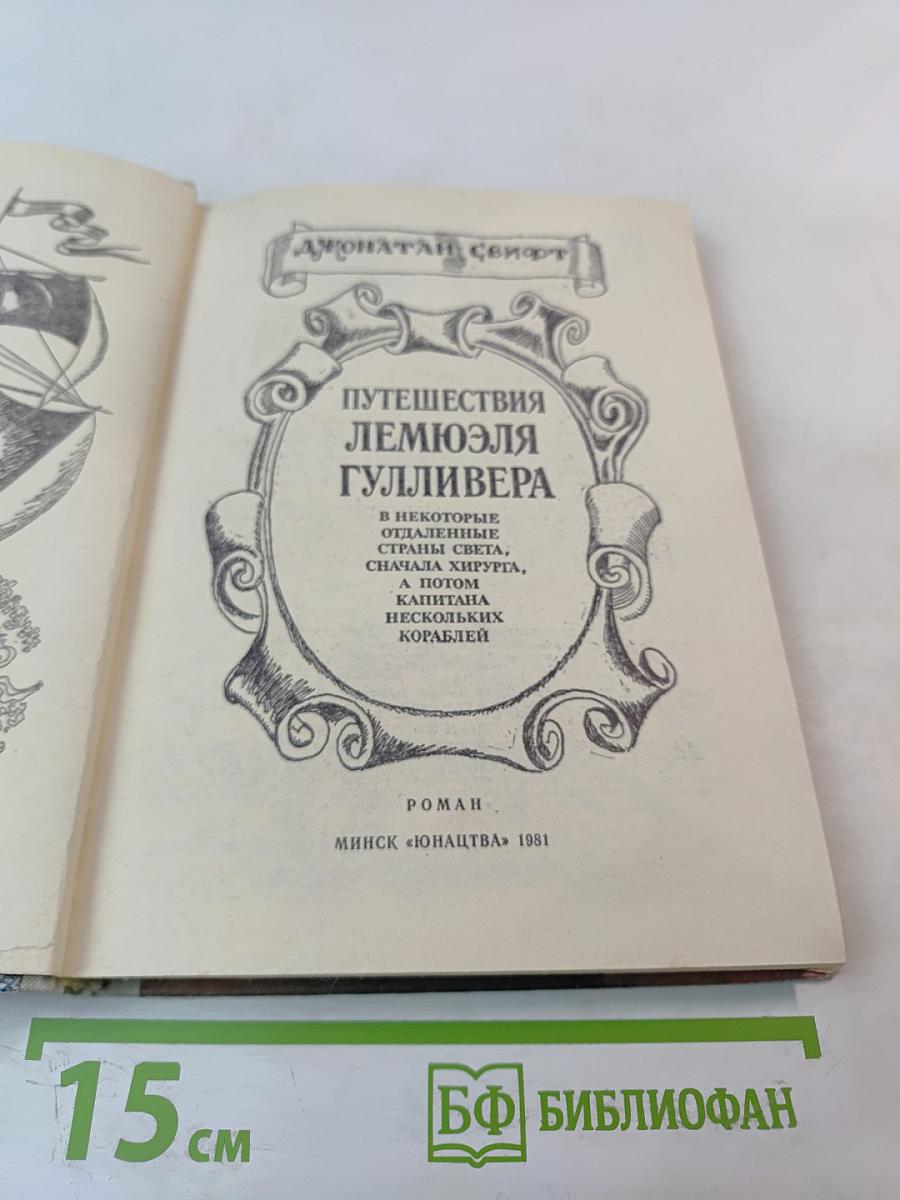 ДЖОНАТАН СВИФТ
ПУТЕШЕСТВИЯ
ЛЕМЮЭЛЯ
ГУЛЛИВЕРА
В НЕКОТОРЫЕ
ОТДАЛЕННЫЕ
СТРАНЫ СВЕТА,
СНАЧАЛА ХИРУРГА,
А ПОТОМ
КАПИТАНА
НЕСКОЛЬКИХ
КОРАБЛЕЙ
РОМАН
МИНСК «ЮНАЦТВА» 1981
15 см
БФ БИБЛИОФАН